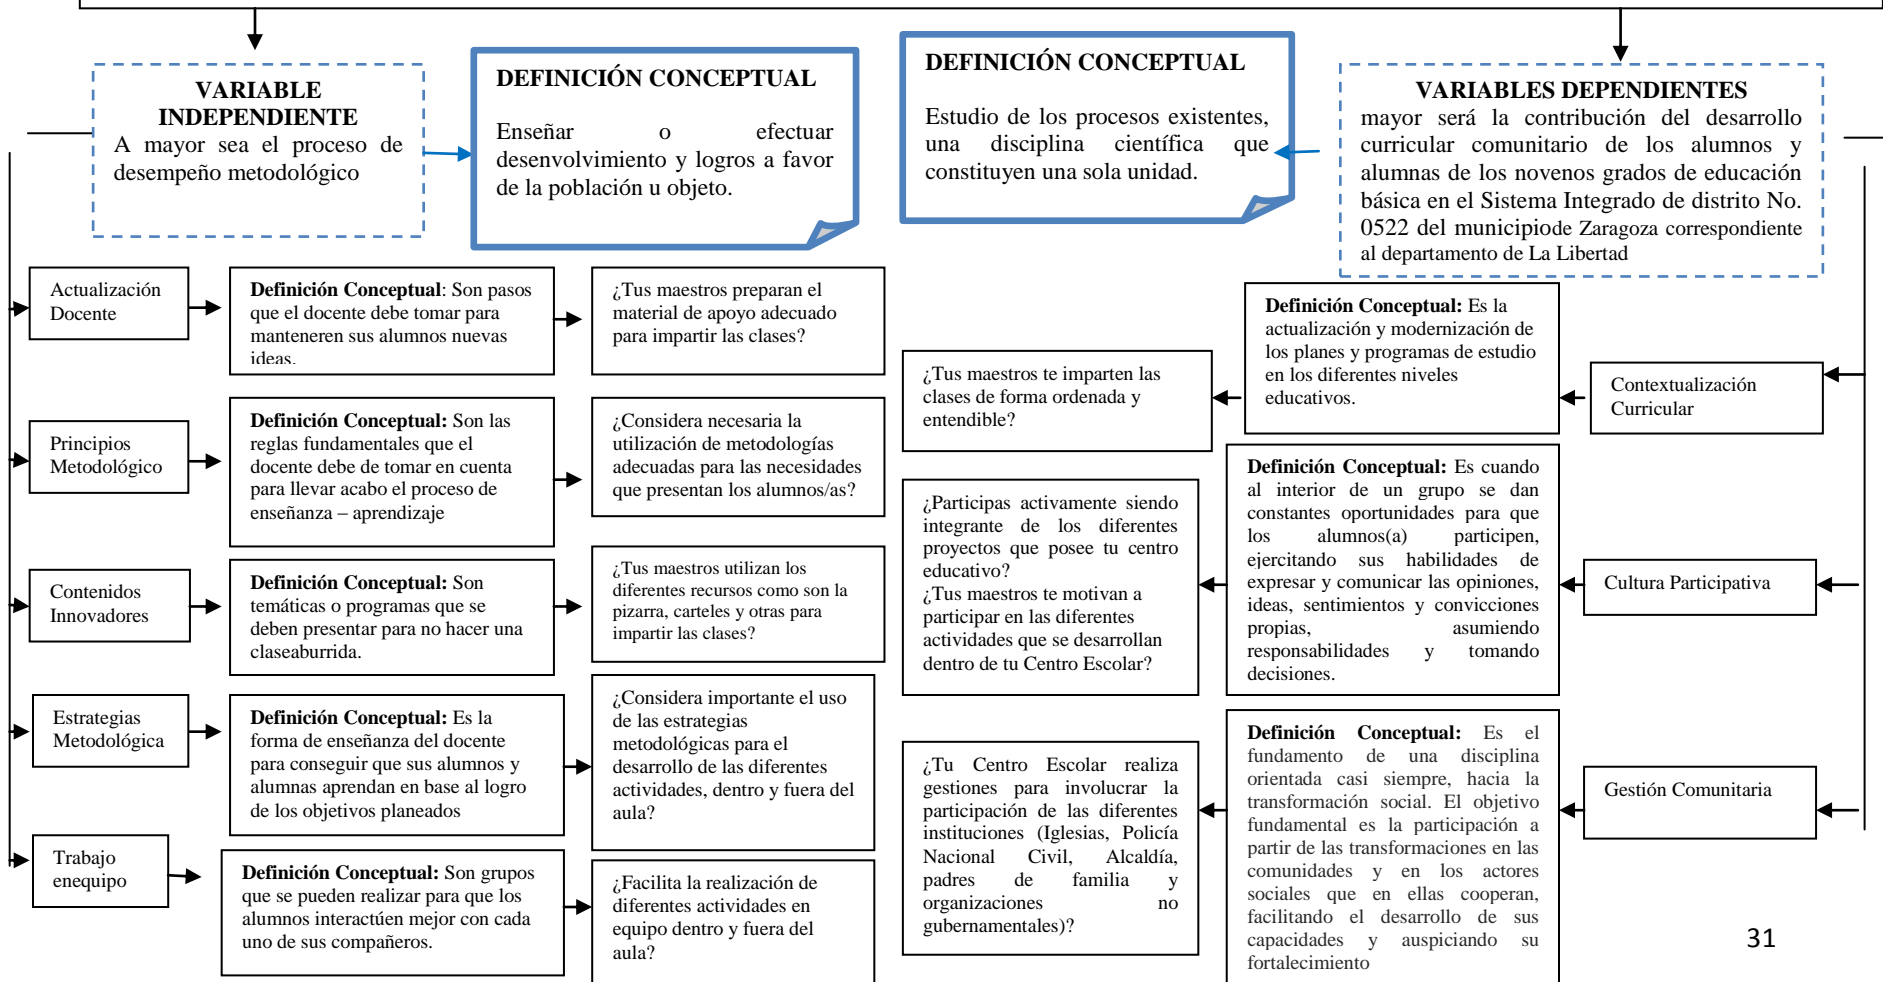 VARIABLE
INDEPENDIENTE
A mayor sea el proceso de
desempeño metodológico
DEFINICIÓN CONCEPTUAL
Enseñar o efectuar
desenvolvimiento y logros a favor
de la población u objeto.
DEFINICIÓN CONCEPTUAL
Estudio de los procesos existentes,
una disciplina científica que
constituyen una sola unidad.
VARIABLES DEPENDIENTES
mayor será la contribución del desarrollo
curricular comunitario de los alumnos y
alumnas de los novenos grados de educación
básica en el Sistema Integrado de distrito No.
0522 del municipiode Zaragoza correspondiente
al departamento de La Libertad
Actualización
Docente
Definición Conceptual: Son pasos
que el docente debe tomar para
manteneren sus alumnos nuevas
ideas.
¿Tus maestros preparan el
material de apoyo adecuado
para impartir las clases?
Principios
Metodológico
Definición Conceptual: Son las
reglas fundamentales que el
docente debe de tomar en cuenta
para llevar acabo el proceso de
enseñanza – aprendizaje
¿Considera necesaria la
utilización de metodologías
adecuadas para las necesidades
que presentan los alumnos/as?
Contenidos
Innovadores
Definición Conceptual: Son
temáticas o programas que se
deben presentar para no hacer una
claseaburrida.
¿Tus maestros utilizan los
diferentes recursos como son la
pizarra, carteles y otras para
impartir las clases?
Estrategias
Metodológica
Definición Conceptual: Es la
forma de enseñanza del docente
para conseguir que sus alumnos y
alumnas aprendan en base al logro
de los objetivos planeados
¿Considera importante el uso
de las estrategias
metodológicas para el
desarrollo de las diferentes
actividades, dentro y fuera del
aula?
Trabajo
enequipo
Definición Conceptual: Son grupos
que se pueden realizar para que los
alumnos interactúen mejor con cada
uno de sus compañeros.
¿Facilita la realización de
diferentes actividades en
equipo dentro y fuera del
aula?
¿Tus maestros te imparten las
clases de forma ordenada y
entendible?
Definición Conceptual: Es la
actualización y modernización de
los planes y programas de estudio
en los diferentes niveles
educativos.
Contextualización
Curricular
¿Participas activamente siendo
integrante de los diferentes
proyectos que posee tu centro
educativo?
¿Tus maestros te motivan a
participar en las diferentes
actividades que se desarrollan
dentro de tu Centro Escolar?
Definición Conceptual: Es cuando
al interior de un grupo se dan
constantes oportunidades para que
los alumnos(a) participen,
ejercitando sus habilidades de
expresar y comunicar las opiniones,
ideas, sentimientos y convicciones
propias, asumiendo
responsabilidades y tomando
decisiones.
Cultura Participativa
¿Tu Centro Escolar realiza
gestiones para involucrar la
participación de las diferentes
instituciones (Iglesias, Policía
Nacional Civil, Alcaldía,
padres de familia y
organizaciones no
gubernamentales)?
Definición Conceptual: Es el
fundamento de una disciplina
orientada casi siempre, hacia la
transformación social. El objetivo
fundamental es la participación a
partir de las transformaciones en las
comunidades y en los actores
sociales que en ellas cooperan,
facilitando el desarrollo de sus
capacidades y auspiciando su
fortalecimiento
Gestión Comunitaria
31